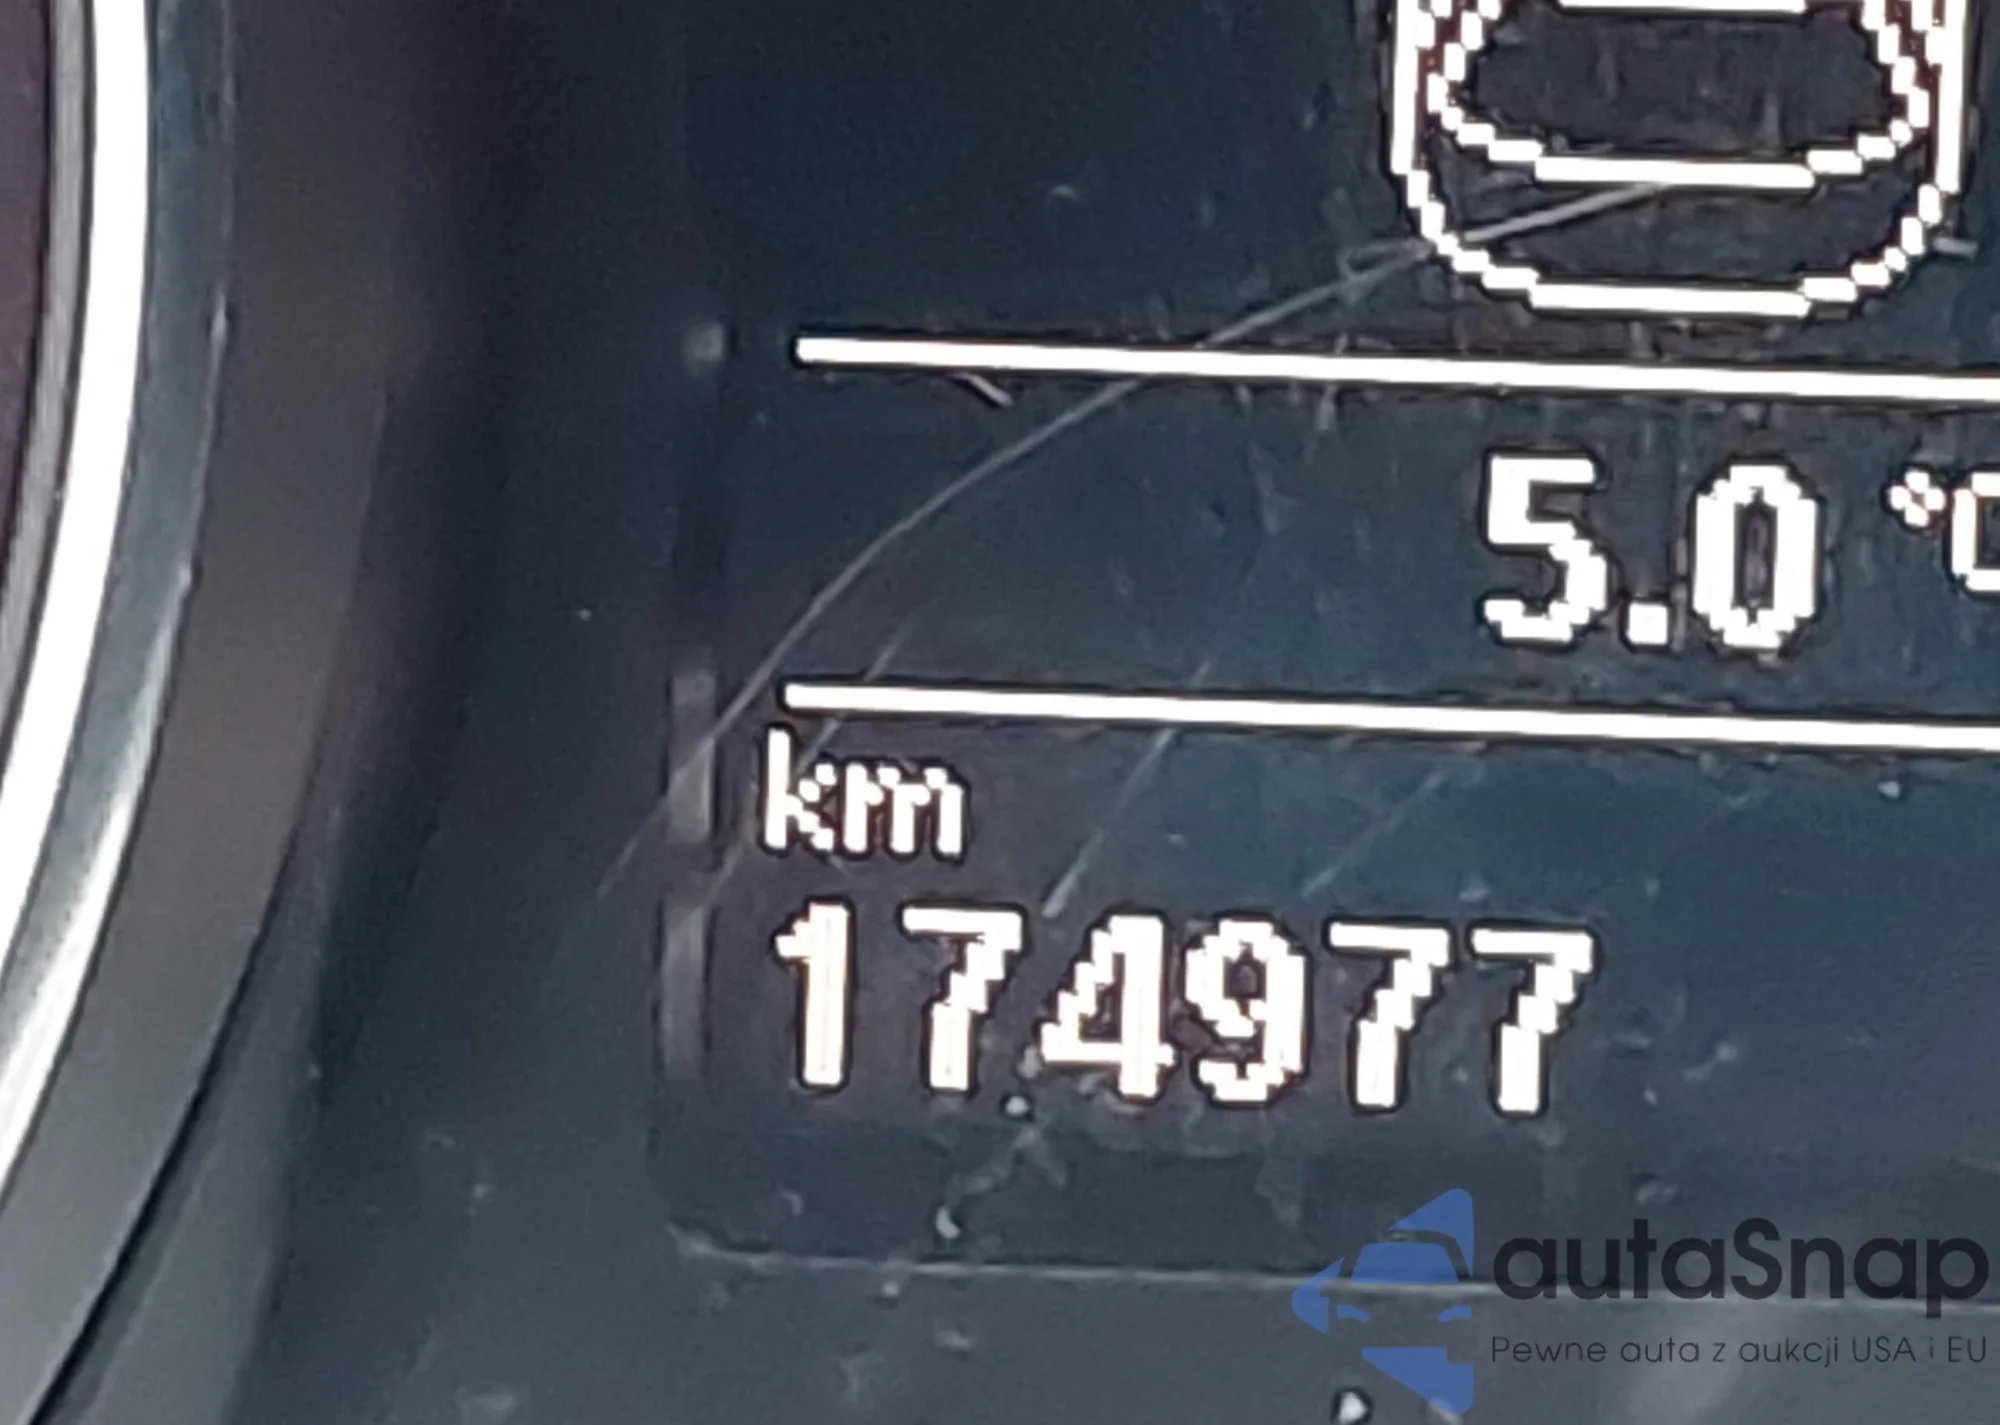 5.0 °C
km
174977
autaSnap
Pewne auta z aukcji USA i EU